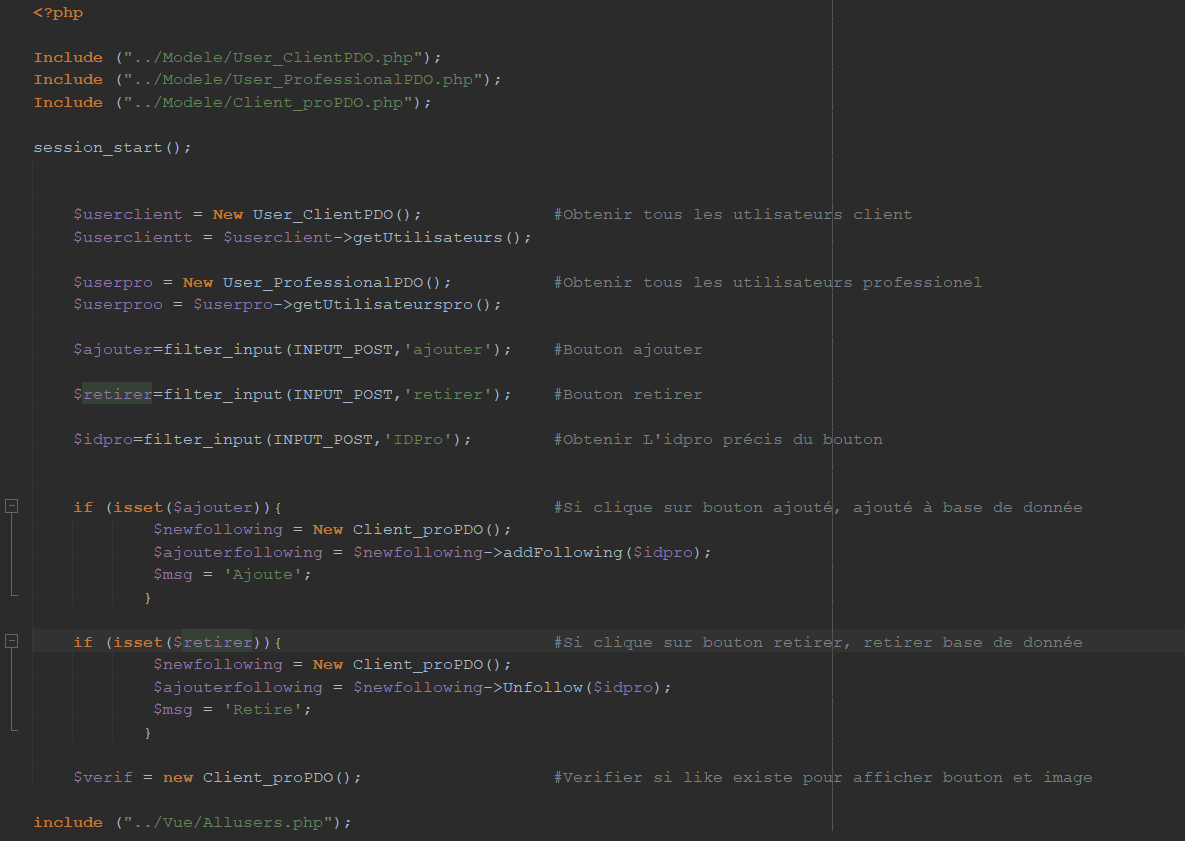 <?php
Include ("../Modele/User_ClientPDO.php");
Include ("../Modele/User_ProfessionalPDO.php");
Include ("../Modele/Client_proPDO.php");
session_start();
$userclient = New User_ClientPDO(); #Obtenir tous les utlisateurs client
$userclientt = $userclient->getUtilisateurs();
$userpro = New User_ProfessionalPDO(); #Obtenir tous les utilisateurs professionel
$userproo = $userpro->getUtilisateurspro();
$ajouter=filter_input(INPUT_POST,'ajouter'); #Bouton ajouter
$retirer=filter_input(INPUT_POST,'retirer'); #Bouton retirer
$idpro=filter_input(INPUT_POST,'IDPro'); #Obtenir L'idpro précis du bouton
if (isset($ajouter)){ #Si clique sur bouton ajouté, ajouté à base de donnée
$newfollowing = New Client_proPDO();
$ajouterfollowing = $newfollowing->addFollowing($idpro);
$msg = 'Ajoute';
}
if (isset($retirer)){ #Si clique sur bouton retirer, retirer base de donnée
$newfollowing = New Client_proPDO();
$ajouterfollowing = $newfollowing->Unfollow($idpro);
$msg = 'Retire';
}
$verif = new Client_proPDO(); #Verifier si like existe pour afficher bouton et image
include ("../Vue/Allusers.php");